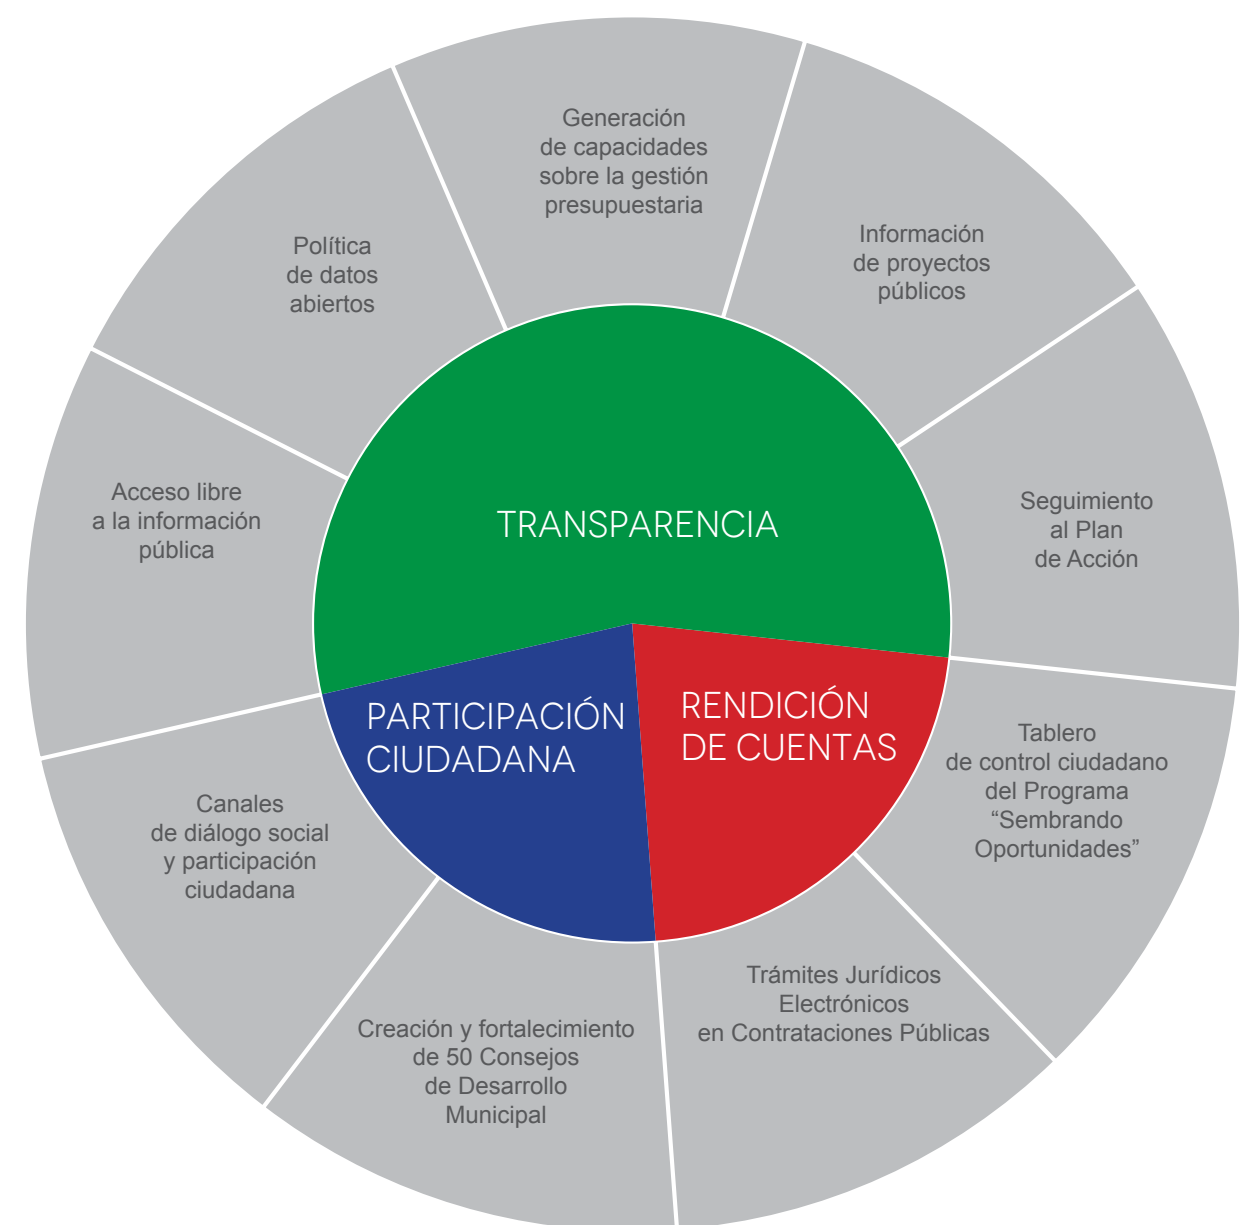 Generación
de capacidades
sobre la gestión
presupuestaria
Información
de proyectos
públicos
Política
de datos
abiertos
Acceso libre
a la información
pública
Seguimiento
al Plan
de Acción
TRANSPARENCIA
PARTICIPACIÓN
CIUDADANA
RENDICIÓN
DE CUENTAS
Tablero
de control ciudadano
del Programa
“Sembrando
Oportunidades”
Canales
de diálogo social
y participación
ciudadana
Trámites Jurídicos
Electrónicos
en Contrataciones Públicas
Creación y fortalecimiento
de 50 Consejos
de Desarrollo
Municipal